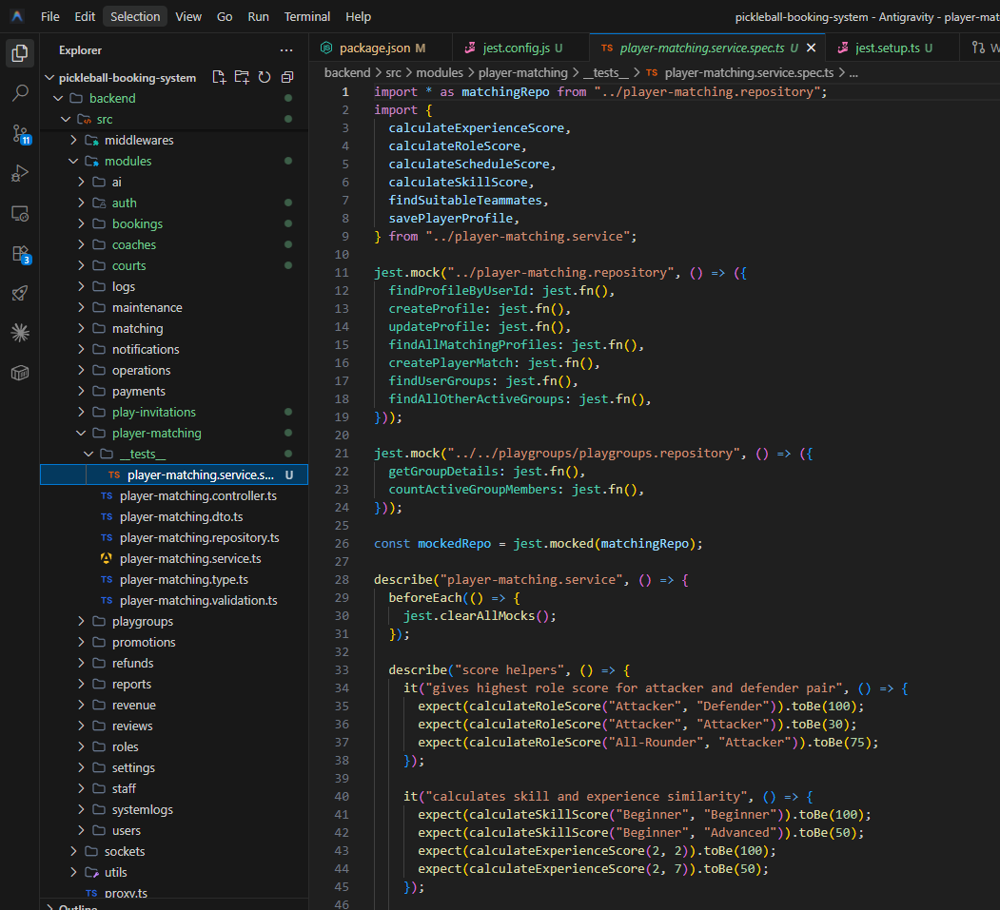 File Edit Selection View Go Run Terminal Help
pickleball-booking-system - Antigravity - player-mat
Explorer
pickleball-booking-system
backend
src
middlewares
modules
ai
auth
bookings
coaches
courts
logs
maintenance
matching
notifications
operations
payments
play-invitations
player-matching
__tests__
TS player-matching.service.s... U
TS player-matching.controller.ts
TS player-matching.dto.ts
TS player-matching.repository.ts
player-matching.service.ts
TS player-matching.type.ts
TS player-matching.validation.ts
playgroups
promotions
refunds
reports
revenue
reviews
roles
settings
staff
systemlogs
users
sockets
utils
TS proxy.ts
Outline
11
3
package.json M
jest.config.js U
TS player-matching.service.spec.ts U
jest.setup.ts U
W
backend > src > modules > player-matching > __tests__ > TS player-matching.service.spec.ts > ...
1 import * as matchingRepo from "../player-matching.repository";
2 import {
3 calculateExperienceScore,
4 calculateRoleScore,
5 calculateScheduleScore,
6 calculateSkillScore,
7 findSuitableTeammates,
8 savePlayerProfile,
9 } from "../player-matching.service";
10
11 jest.mock("../player-matching.repository", () => ({
12 findProfileByUserId: jest.fn(),
13 createProfile: jest.fn(),
14 updateProfile: jest.fn(),
15 findAllMatchingProfiles: jest.fn(),
16 createPlayerMatch: jest.fn(),
17 findUserGroups: jest.fn(),
18 findAllOtherActiveGroups: jest.fn(),
19 }));
20
21 jest.mock("../../playgroups/playgroups.repository", () => ({
22 getGroupDetails: jest.fn(),
23 countActiveGroupMembers: jest.fn(),
24 }));
25
26 const mockedRepo = jest.mocked(matchingRepo);
27
28 describe("player-matching.service", () => {
29 beforeEach(() => {
30 jest.clearAllMocks();
31 });
32
33 describe("score helpers", () => {
34 it("gives highest role score for attacker and defender pair", () => {
35 expect(calculateRoleScore("Attacker", "Defender")).toBe(100);
36 expect(calculateRoleScore("Attacker", "Attacker")).toBe(30);
37 expect(calculateRoleScore("All-Rounder", "Attacker")).toBe(75);
38 });
39
40 it("calculates skill and experience similarity", () => {
41 expect(calculateSkillScore("Beginner", "Beginner")).toBe(100);
42 expect(calculateSkillScore("Beginner", "Advanced")).toBe(50);
43 expect(calculateExperienceScore(2, 2)).toBe(100);
44 expect(calculateExperienceScore(2, 7)).toBe(50);
45 });
46